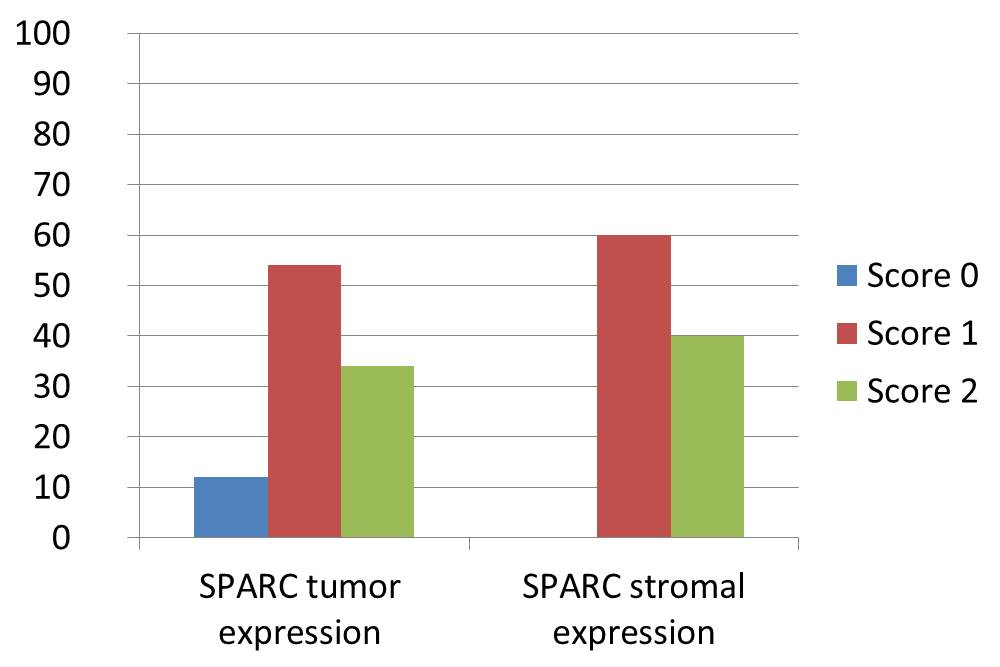 100
90
80
70
60
50
40
30
20
10
0
SPARC tumor
expression
SPARC stromal
expression
Score 0
Score 1
Score 2